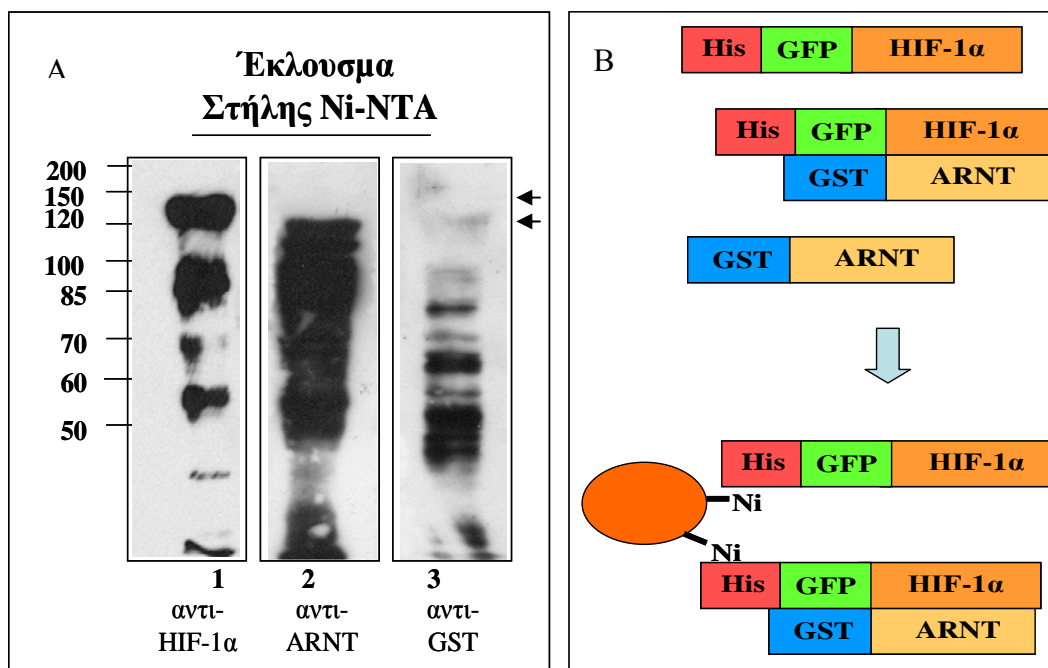 A
Έκλουσμα
Στήλης Ni-NTA
200
150
120
100
85
70
60
50
1
αντι-
HIF-1α
2
αντι-
ARNT
3
αντι-
GST
B
His GFP HIF-1α
His GFP HIF-1α
GST ARNT
GST ARNT
His GFP HIF-1α
Ni
Ni
His GFP HIF-1α
GST ARNT